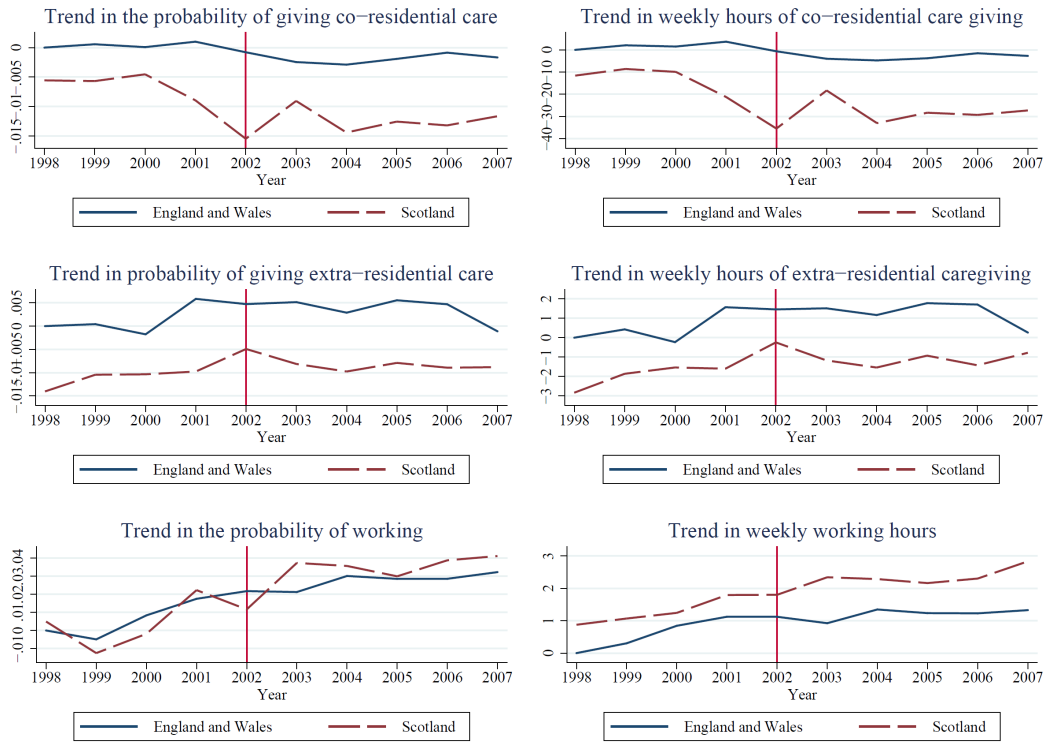 Trend in the probability of giving co−residential care
−.015 −.01 −.005 0
1998 1999 2000 2001 2002 2003 2004 2005 2006 2007
Year
England and Wales Scotland
Trend in weekly hours of co−residential care giving
−40 −30 −20 −10 0
1998 1999 2000 2001 2002 2003 2004 2005 2006 2007
Year
England and Wales Scotland
Trend in probability of giving extra−residential care
−.015 −.01 −.005 0 .005
1998 1999 2000 2001 2002 2003 2004 2005 2006 2007
Year
England and Wales Scotland
Trend in weekly hours of extra−residential caregiving
−3 −2 −1 0 1 2
1998 1999 2000 2001 2002 2003 2004 2005 2006 2007
Year
England and Wales Scotland
Trend in the probability of working
−.01 0 .01 .02 .03 .04
1998 1999 2000 2001 2002 2003 2004 2005 2006 2007
Year
England and Wales Scotland
Trend in weekly working hours
0 1 2 3
1998 1999 2000 2001 2002 2003 2004 2005 2006 2007
Year
England and Wales Scotland